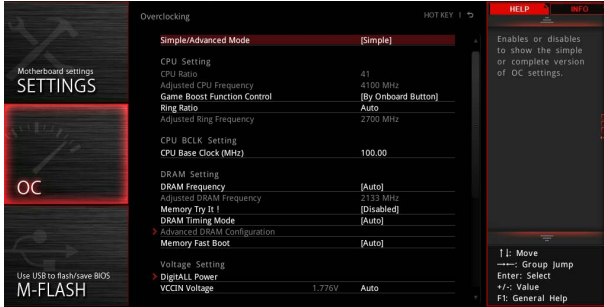 Overclocking
HOT KEY |
HELP
INFO
Motherboard settings
SETTINGS
OC
Use USB to flash/save BIOS
M-FLASH
Simple/Advanced Mode [Simple]
CPU Setting
CPU Ratio 41
Adjusted CPU Frequency 4100 MHz
Game Boost Function Control [By Onboard Button]
Ring Ratio Auto
Adjusted Ring Frequency 2700 MHz
CPU BCLK Setting
CPU Base Clock (MHz) 100.00
DRAM Setting
DRAM Frequency [Auto]
Adjusted DRAM Frequency 2133 MHz
Memory Try It ! [Disabled]
DRAM Timing Mode [Auto]
Advanced DRAM Configuration
Memory Fast Boot [Auto]
Voltage Setting
DigitALL Power
VCCIN Voltage 1.776V Auto
Enables or disables
to show the simple
or complete version
of OC settings.
↑↓: Move
→←: Group Jump
Enter: Select
+/-: Value
F1: General Help